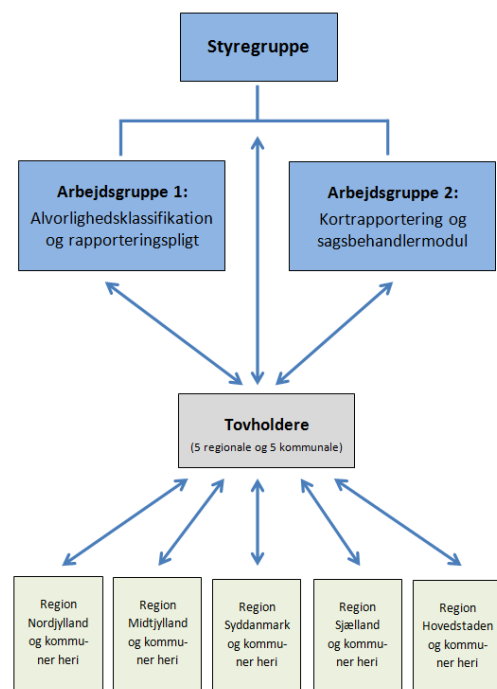 Styregruppe
Arbejdsgruppe 1:
Alvorlighedsklassifikation
og rapporteringspligt
Arbejdsgruppe 2:
Kortrapportering og
sagsbehandlermodul
Tovholdere
(5 regionale og 5 kommunale)
Region
Nordjylland
og kommu-
ner heri
Region
Midtjylland
og kommu-
ner heri
Region
Syddanmark
og kommu-
ner heri
Region
Sjælland
og kommu-
ner heri
Region
Hovedstaden
og kommu-
ner heri